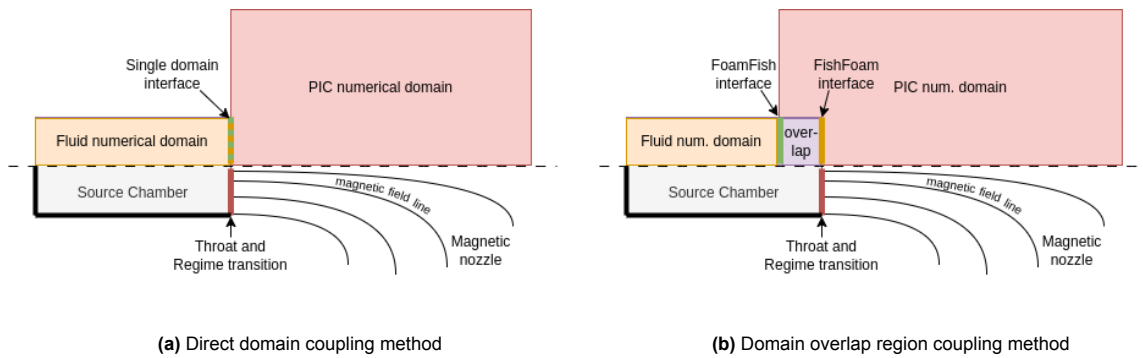 Single domain
interface
PIC numerical domain
Fluid numerical domain
Source Chamber
magnetic field line
Throat and
Regime transition
Magnetic
nozzle
(a) Direct domain coupling method
FoamFish
interface
FishFoam
interface
PIC num. domain
Fluid num. domain
over-
lap
Source Chamber
magnetic field line
Throat and
Regime transition
Magnetic
nozzle
(b) Domain overlap region coupling method